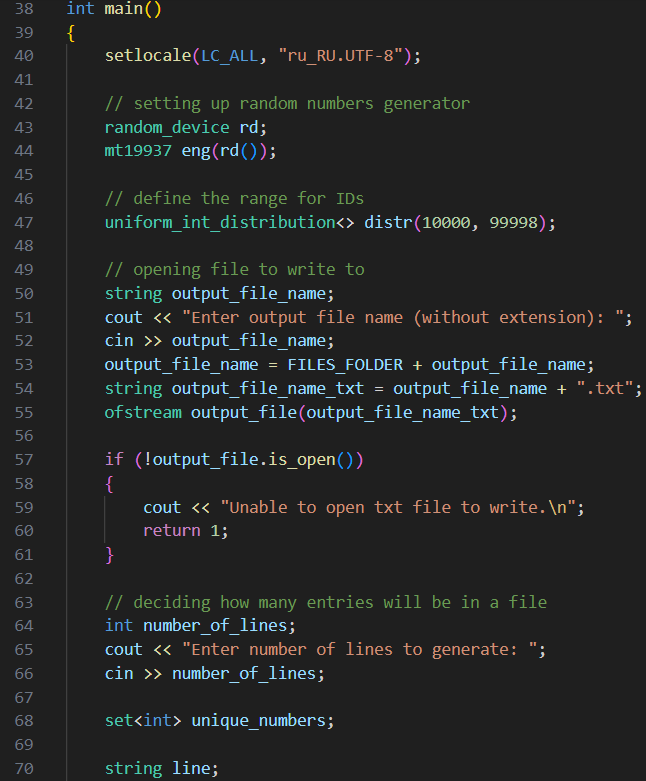 38 int main()
39 {
40 setlocale(LC_ALL, "ru_RU.UTF-8");
41
42 // setting up random numbers generator
43 random_device rd;
44 mt19937 eng(rd());
45
46 // define the range for IDs
47 uniform_int_distribution<> distr(10000, 99998);
48
49 // opening file to write to
50 string output_file_name;
51 cout << "Enter output file name (without extension): ";
52 cin >> output_file_name;
53 output_file_name = FILES_FOLDER + output_file_name;
54 string output_file_name_txt = output_file_name + ".txt";
55 ofstream output_file(output_file_name_txt);
56
57 if (!output_file.is_open())
58 {
59 cout << "Unable to open txt file to write.\n";
60 return 1;
61 }
62
63 // deciding how many entries will be in a file
64 int number_of_lines;
65 cout << "Enter number of lines to generate: ";
66 cin >> number_of_lines;
67
68 set<int> unique_numbers;
69
70 string line;